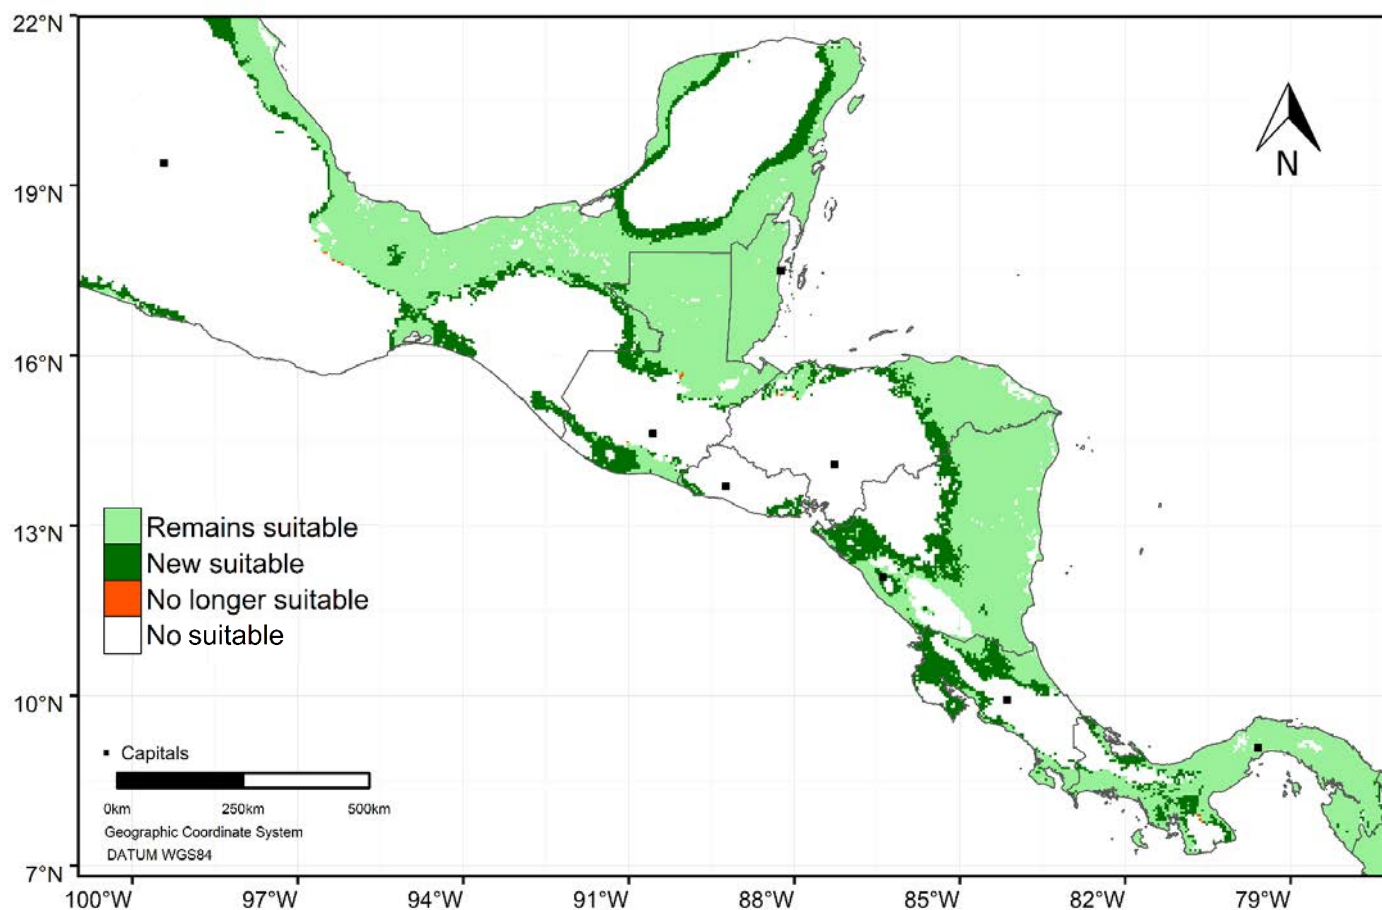 22°N
19°N
16°N
13°N
10°N
7°N
N
Remains suitable
New suitable
No longer suitable
No suitable
Capitals
0km 250km 500km
Geographic Coordinate System
DATUM WGS84
100°W 97°W 94°W 91°W 88°W 85°W 82°W 79°W